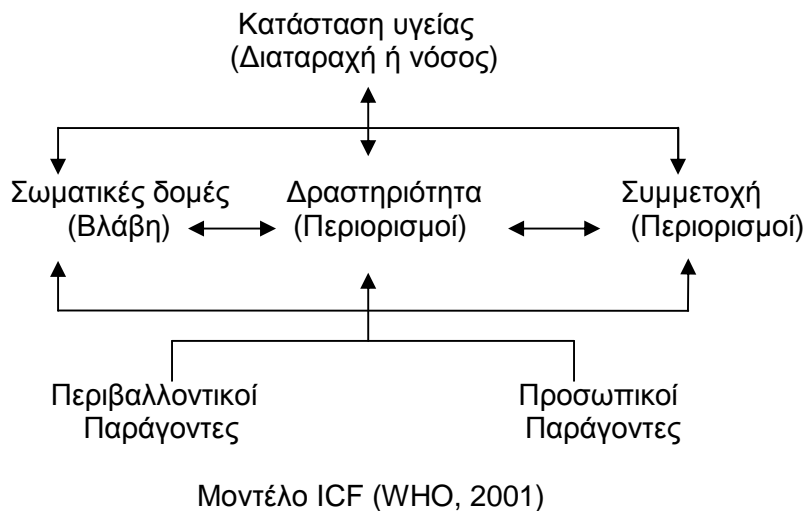 Κατάσταση υγείας
(Διαταραχή ή νόσος)
Σωματικές δομές
(Βλάβη)
Δραστηριότητα
(Περιορισμοί)
Συμμετοχή
(Περιορισμοί)
Περιβαλλοντικοί
Παράγοντες
Προσωπικοί
Παράγοντες
Μοντέλο ICF (WHO, 2001)